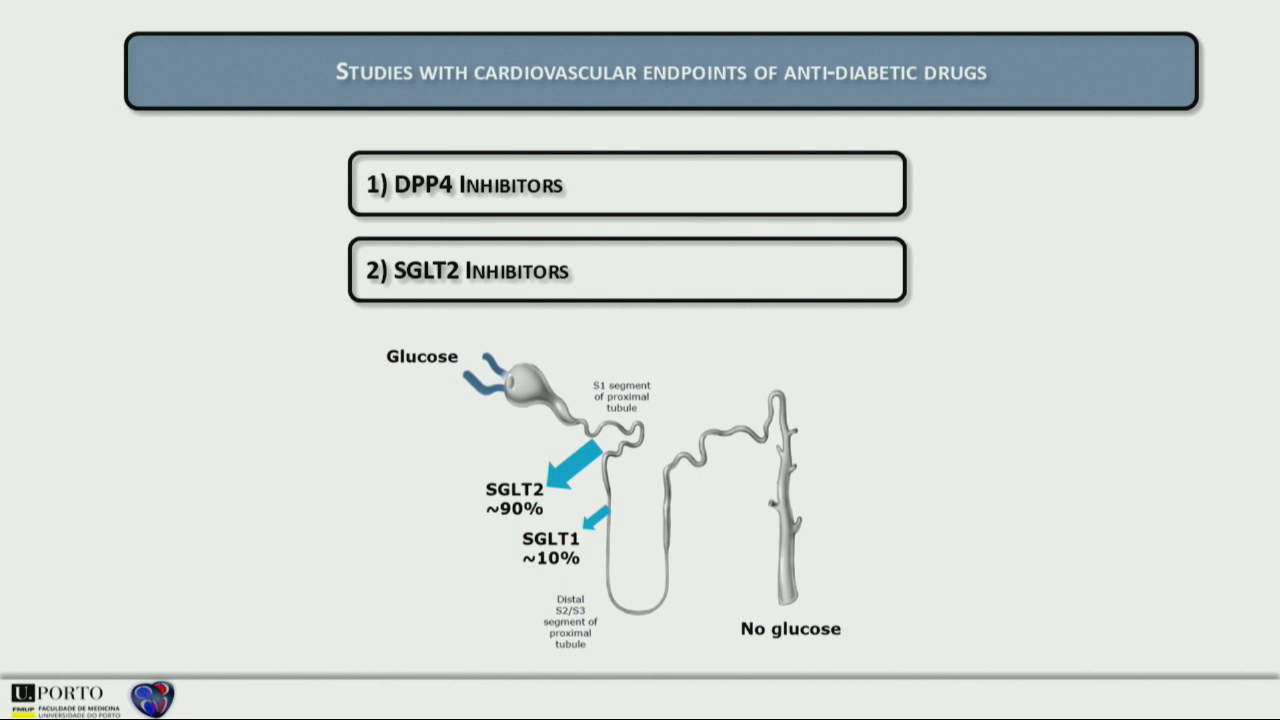 STUDIES WITH CARDIOVASCULAR ENDPOINTS OF ANTI-DIABETIC DRUGS
1) DPP4 INHIBITORS
2) SGLT2 INHIBITORS
Glucose
S1 segment
of proximal
tubule
SGLT2
~90%
SGLT1
~10%
Distal
S2/S3
segment of
proximal
tubule
No glucose
U. PORTO
FMUP FACULDADE DE MEDICINA
UNIVERSIDADE DO PORTO